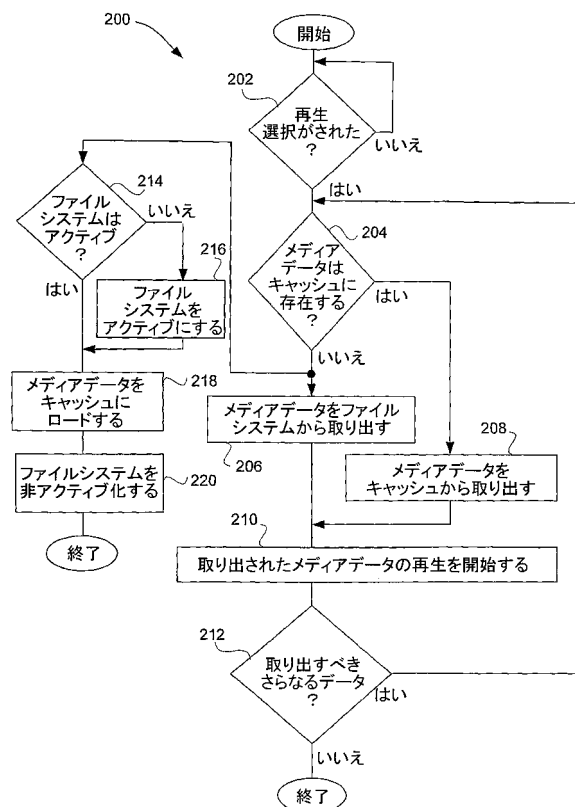 200
開始
202
再生
選択がされた
?
いいえ
はい
214
ファイル
システムは
アクティブ
?
いいえ
はい
216
ファイル
システムを
アクティブにする
204
メディア
データは
キャッシュに
存在する
?
はい
いいえ
メディアデータを
キャッシュに
ロードする
218
メディアデータをファイル
システムから取り出す
206
208
メディアデータを
キャッシュから取り出す
ファイルシステムを
非アクティブ化する
220
終了
210
取り出されたメディアデータの再生を開始する
212
取り出すべき
さらなるデータ
?
はい
いいえ
終了